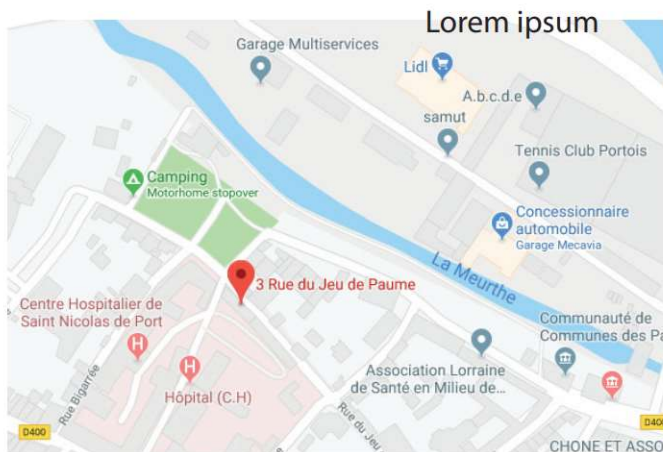 Lorem ipsum
Garage Multiservices
Lidl
A.b.c.d.e
samut
Tennis Club Portois
Camping
Motorhome stopover
Concessionnaire
automobile
Garage Mecavia
La Meurthe
3 Rue du Jeu de Paume
Centre Hospitalier de
Saint Nicolas de Port
Communauté de
Communes des Pa
Association Lorraine
de Santé en Milieu de...
H
H
Hôpital (C.H)
Rue Bigarrée
Rue du Jeu
D400
D400
CHONE ET ASSO